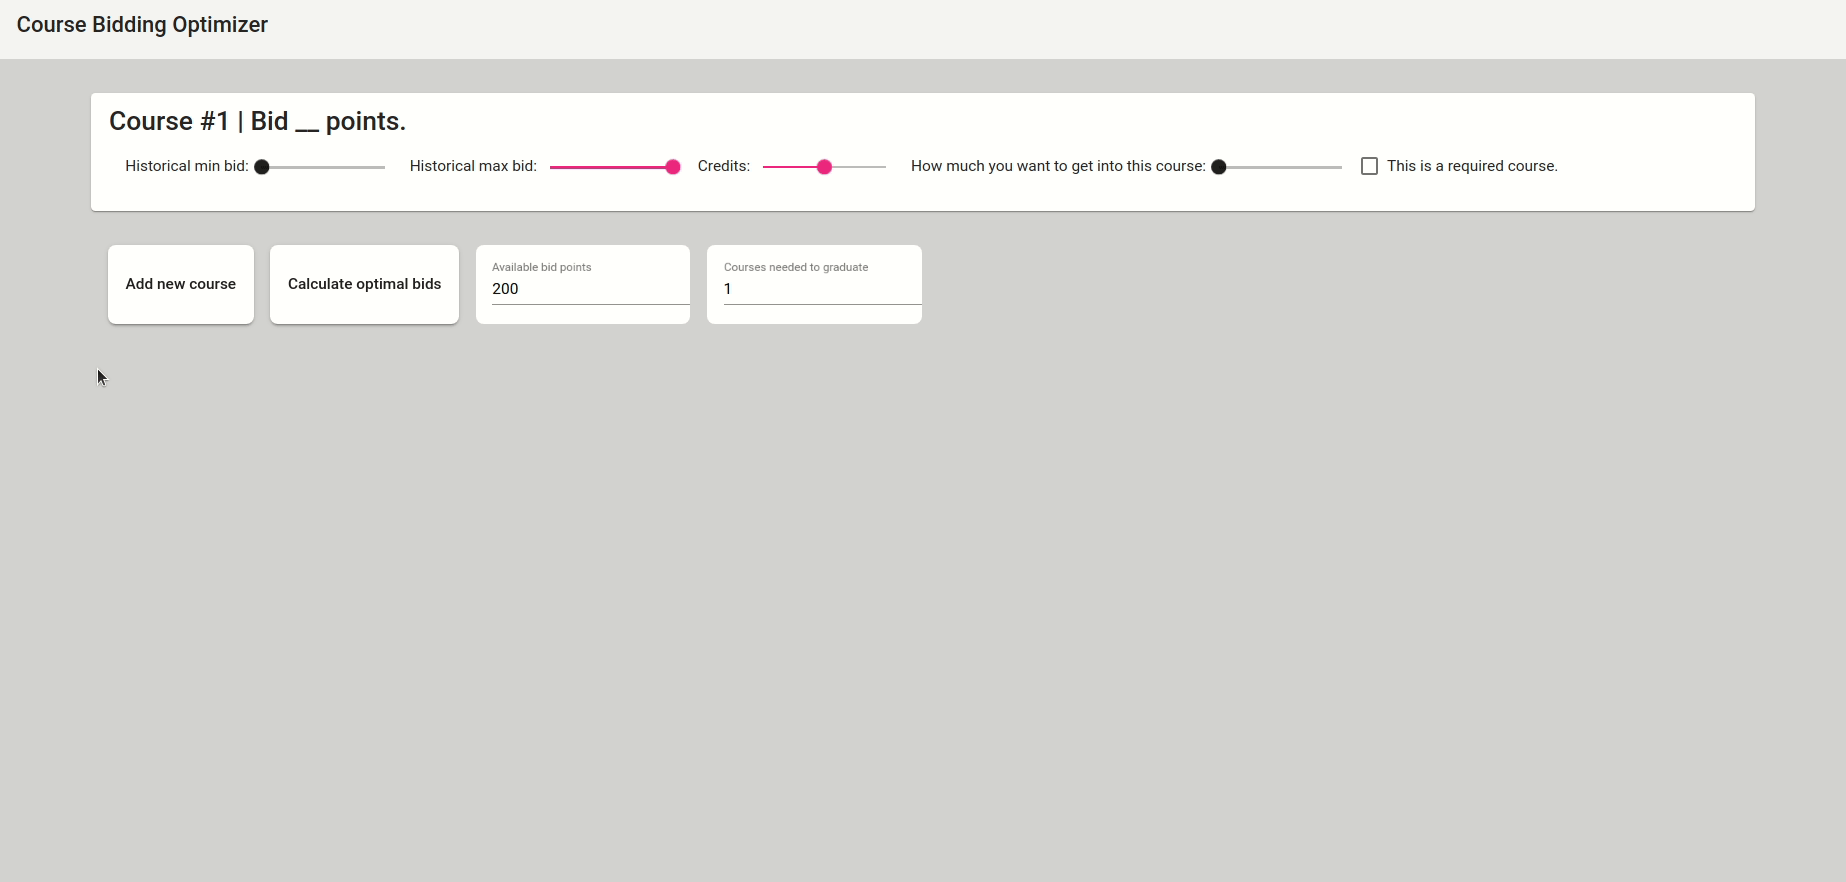 Course Bidding Optimizer
Course #1 | Bid __ points.
Historical min bid: Historical max bid: Credits: How much you want to get into this course: This is a required course.
Add new course Calculate optimal bids
Available bid points
200
Courses needed to graduate
1